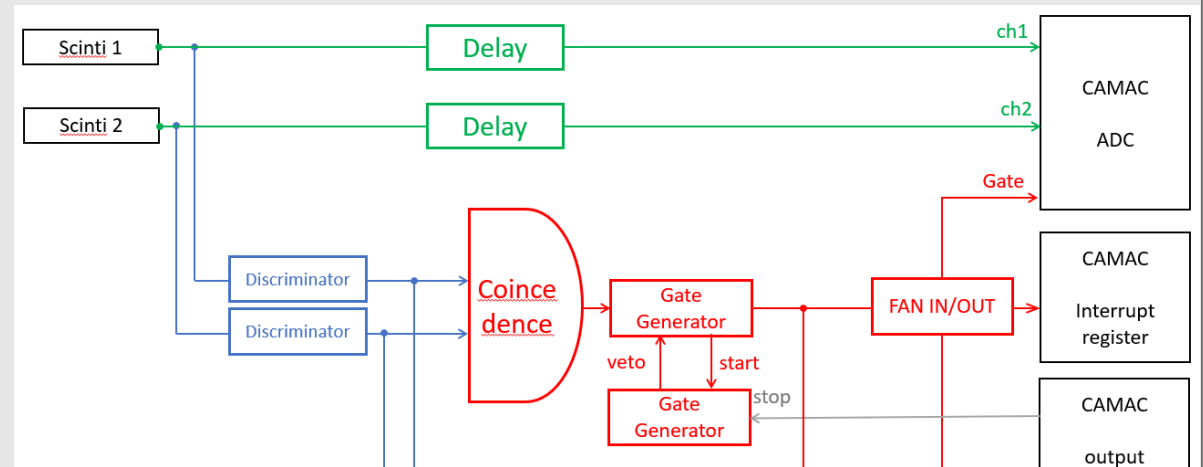 Scinti 1
Delay
ch1
Scinti 2
Delay
ch2
CAMAC
ADC
Gate
Discriminator
Discriminator
Coince
dence
Gate
Generator
FAN IN/OUT
CAMAC
Interrupt
register
veto
start
Gate
Generator
stop
CAMAC
output